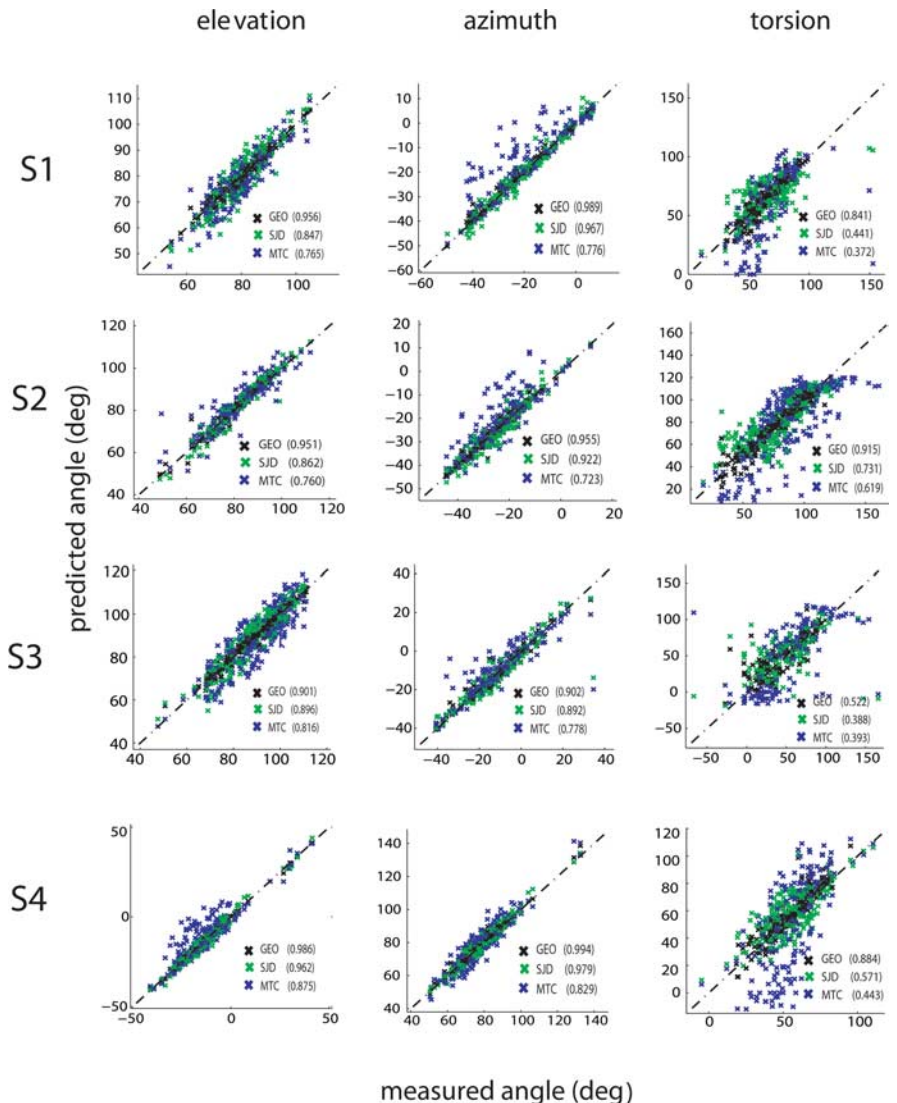 elevation azimuth torsion
S1
110
100
90
80
70
60
50
GEO (0.956)
SJD (0.847)
MTC (0.765)
60 80 100
10
0
−10
−20
−30
−40
−50
−60
GEO (0.989)
SJD (0.967)
MTC (0.776)
−60 −40 −20 0
150
100
50
0
GEO (0.841)
SJD (0.441)
MTC (0.372)
0 50 100 150
S2
120
100
80
60
40
GEO (0.951)
SJD (0.862)
MTC (0.760)
40 60 80 100 120
20
10
0
−10
−20
−30
−40
−50
GEO (0.955)
SJD (0.922)
MTC (0.723)
−40 −20 0 20
160
140
120
100
80
60
40
20
GEO (0.915)
SJD (0.731)
MTC (0.619)
50 100 150
predicted angle (deg)
S3
120
100
80
60
40
GEO (0.901)
SJD (0.896)
MTC (0.816)
40 60 80 100 120
40
20
0
−20
−40
GEO (0.902)
SJD (0.892)
MTC (0.778)
−40 −20 0 20 40
150
100
50
0
−50
GEO (0.522)
SJD (0.388)
MTC (0.393)
−50 0 50 100 150
S4
50
0
−50
GEO (0.986)
SJD (0.962)
MTC (0.875)
−50 0 50
140
120
100
80
60
40
GEO (0.994)
SJD (0.979)
MTC (0.829)
40 60 80 100 120 140
120
100
80
60
40
20
0
GEO (0.884)
SJD (0.571)
MTC (0.443)
0 50 100
measured angle (deg)